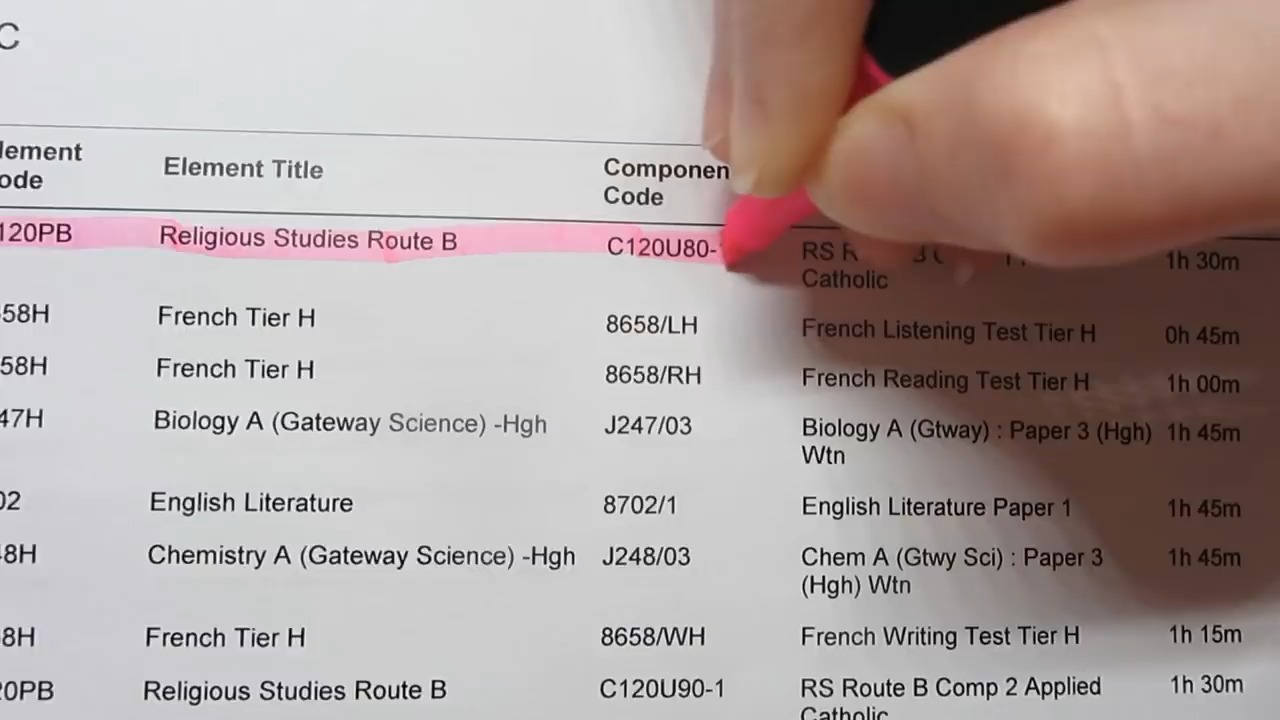 C
lement Element Title Componen
ode Code
120PB Religious Studies Route B C120U80- RS 1h 30m
Catholic
58H French Tier H 8658/LH French Listening Test Tier H 0h 45m
58H French Tier H 8658/RH French Reading Test Tier H 1h 00m
47H Biology A (Gateway Science) -Hgh J247/03 Biology A (Gtway) : Paper 3 (Hgh) 1h 45m
Wtn
02 English Literature 8702/1 English Literature Paper 1 1h 45m
48H Chemistry A (Gateway Science) -Hgh J248/03 Chem A (Gtwy Sci) : Paper 3 1h 45m
(Hgh) Wtn
8H French Tier H 8658/WH French Writing Test Tier H 1h 15m
20PB Religious Studies Route B C120U90-1 RS Route B Comp 2 Applied 1h 30m
Catholic